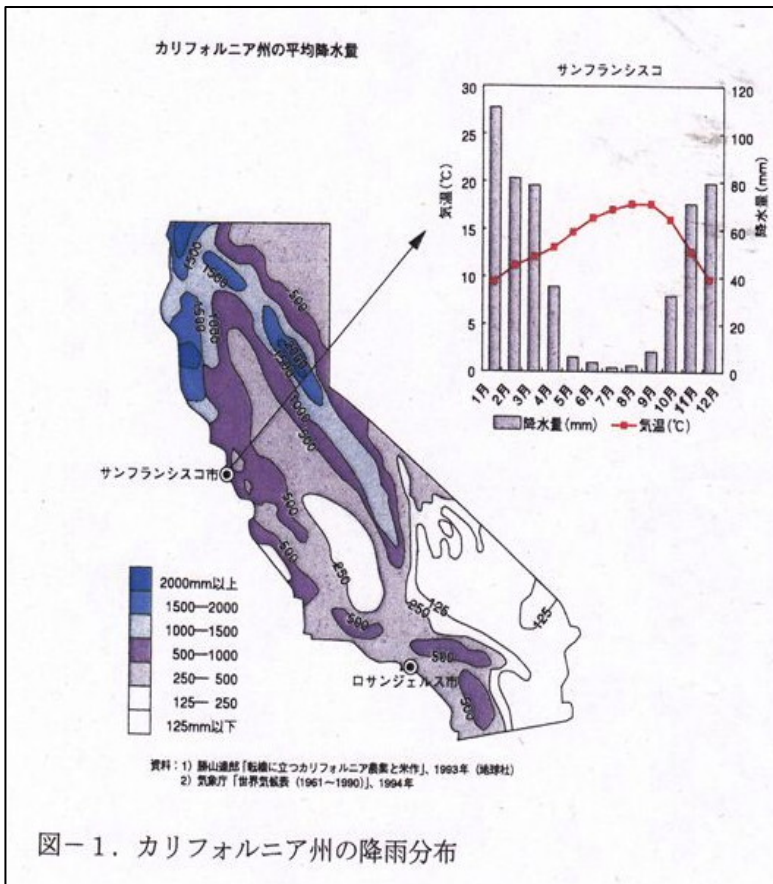 カリフォルニア州の平均降水量
サンフランシスコ
気温(℃)
30
25
20
15
10
5
0
降水量(mm)
120
100
80
60
40
20
0
1月
2月
3月
4月
5月
6月
7月
8月
9月
10月
11月
12月
降水量(mm)
気温(℃)
1500
1500
500
1500
1000
2000
1500
1000
500
サンフランシスコ市
500
500
250
500
250
125
125
500
500
ロサンジェルス市
2000mm以上
1500-2000
1000-1500
500-1000
250- 500
125- 250
125mm以下
資料:1) 勝山達郎「転機に立つカリフォルニア農業と米作」、1993年 (地球社)
2) 気象庁「世界気候表 (1961~1990)」、1994年
図-1. カリフォルニア州の降雨分布